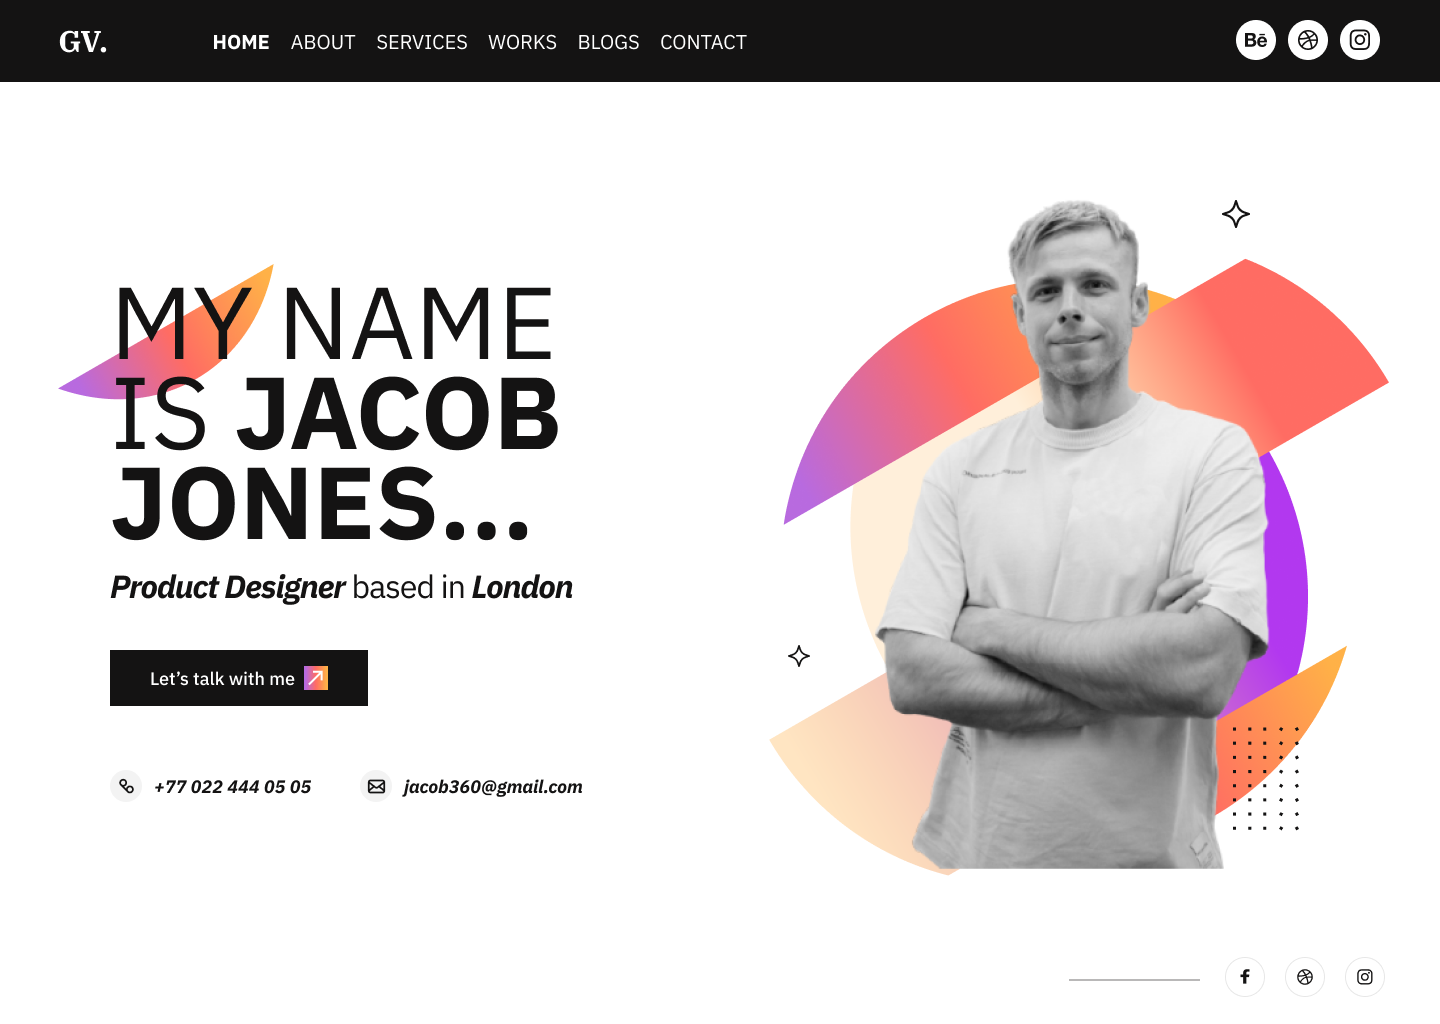 GV.
HOME ABOUT SERVICES WORKS BLOGS CONTACT
Bē
MY NAME
IS JACOB
JONES...
Product Designer based in London
Let’s talk with me
+77 022 444 05 05
jacob360@gmail.com